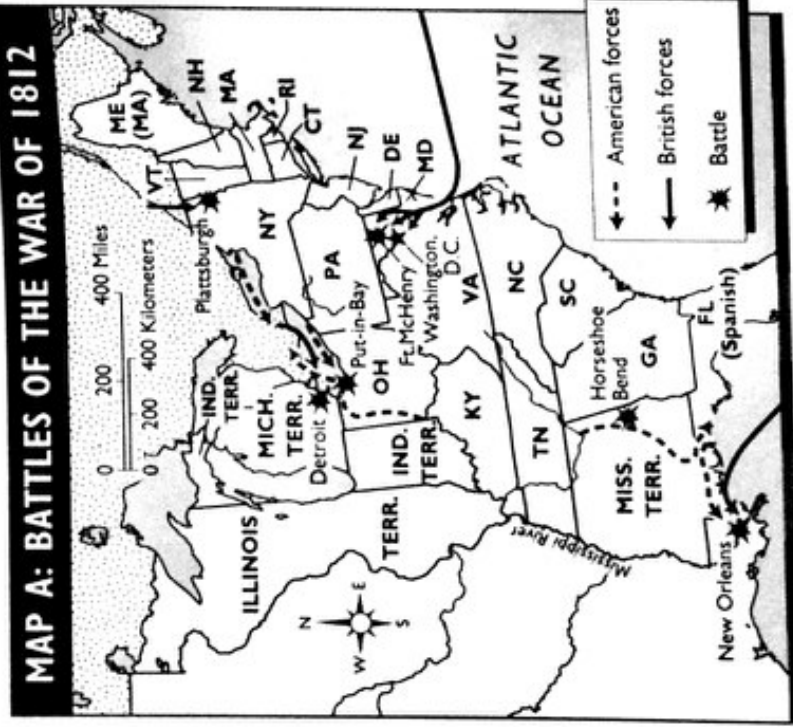 MAP A: BATTLES OF THE WAR OF 1812
0 200 400 Miles
0 200 400 Kilometers
ME
(MA)
NH
VT
MA
RI
CT
Plattsburgh
NY
NJ
DE
MD
PA
Put-in-Bay
Ft. McHenry
Washington,
D.C.
OH
IND.
TERR.
MICH.
TERR.
Detroit
IND.
TERR.
ILLINOIS
TERR.
N
W
E
S
KY
VA
NC
TN
SC
Horseshoe
Bend
GA
MISS.
TERR.
Mississippi River
FL
(Spanish)
New Orleans
ATLANTIC
OCEAN
American forces
British forces
Battle